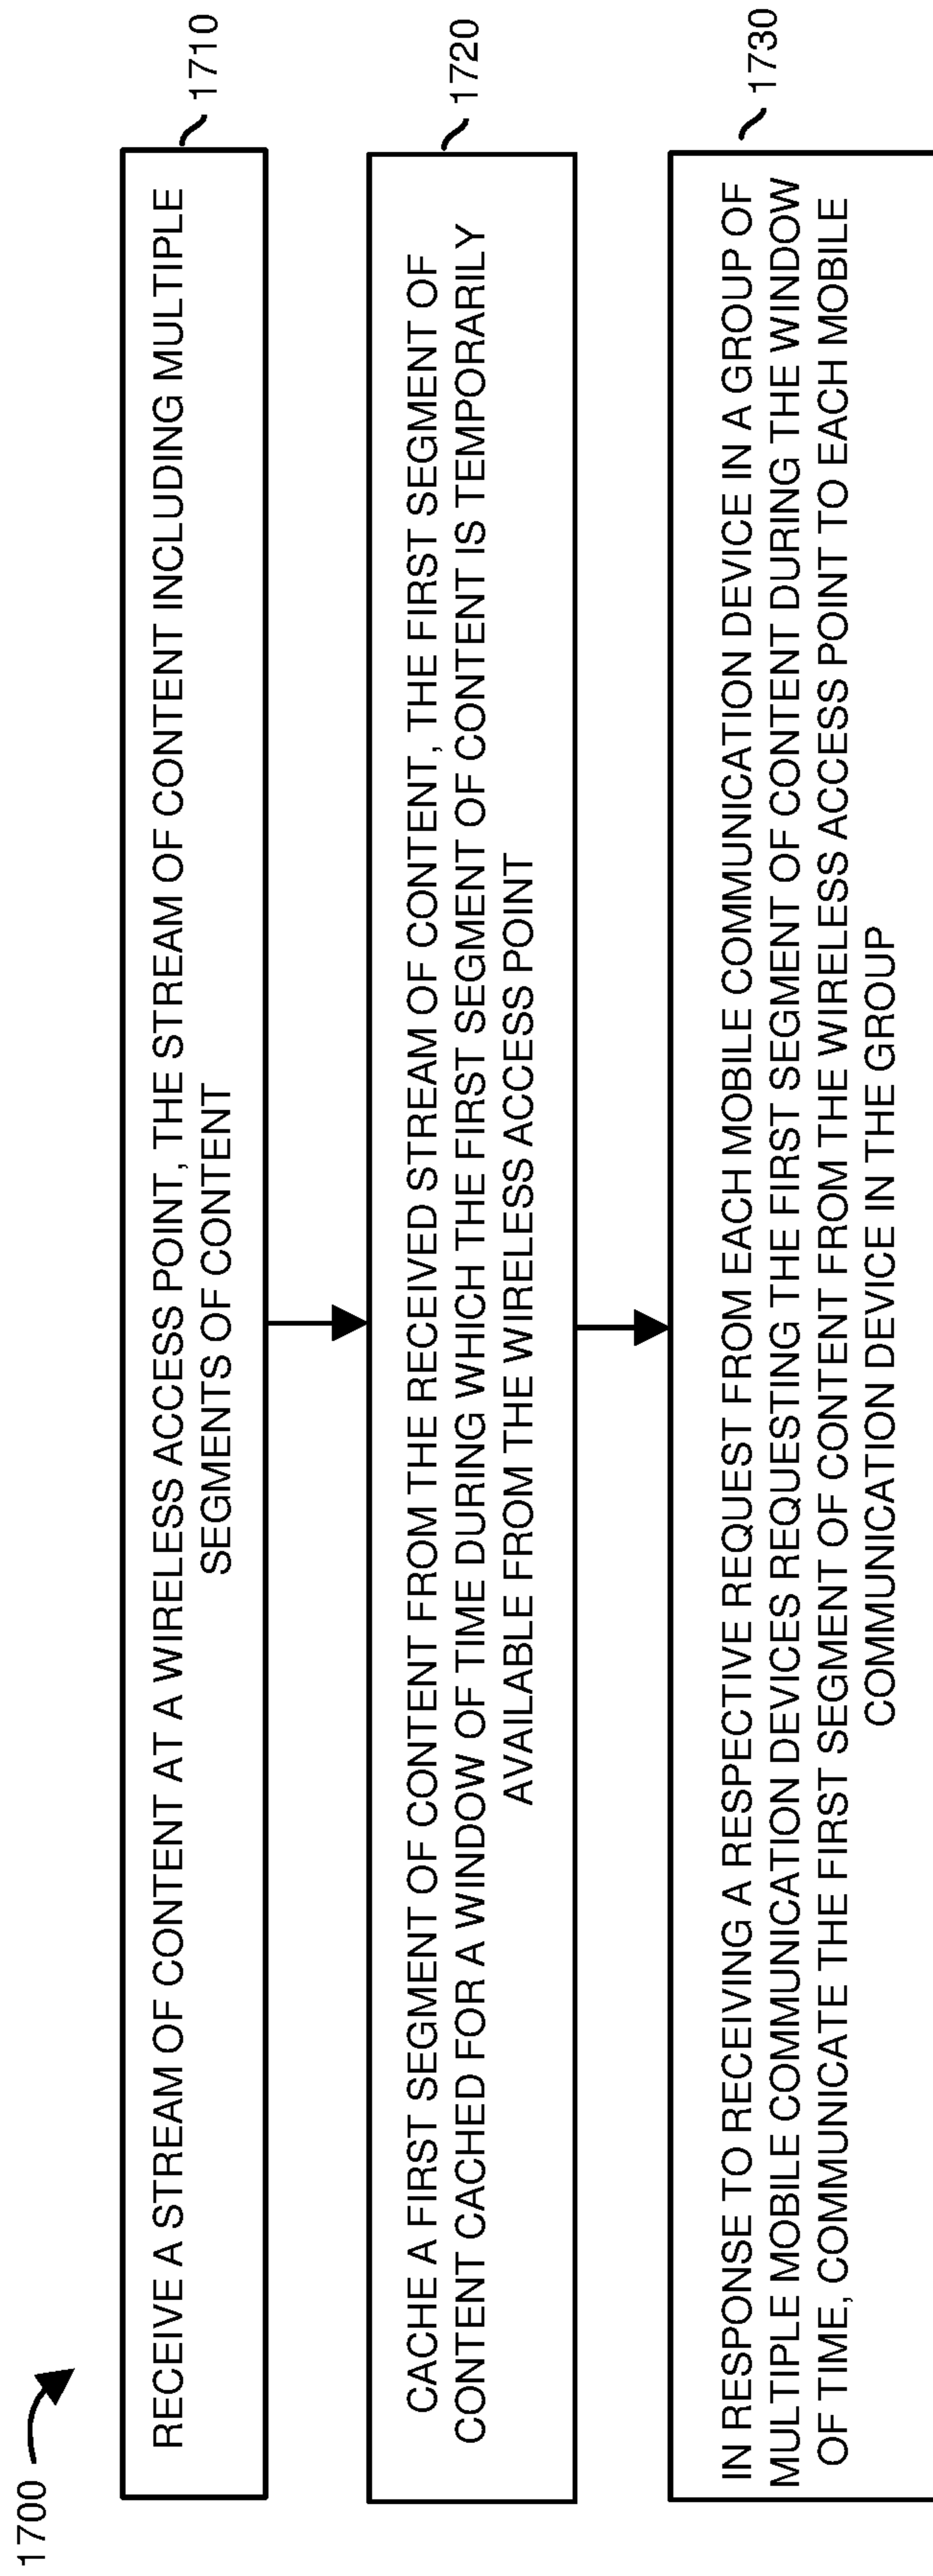 1700
RECEIVE A STREAM OF CONTENT AT A WIRELESS ACCESS POINT, THE STREAM OF CONTENT INCLUDING MULTIPLE
SEGMENTS OF CONTENT
1710
CACHE A FIRST SEGMENT OF CONTENT FROM THE RECEIVED STREAM OF CONTENT, THE FIRST SEGMENT OF
CONTENT CACHED FOR A WINDOW OF TIME DURING WHICH THE FIRST SEGMENT OF CONTENT IS TEMPORARILY
AVAILABLE FROM THE WIRELESS ACCESS POINT
1720
IN RESPONSE TO RECEIVING A RESPECTIVE REQUEST FROM EACH MOBILE COMMUNICATION DEVICE IN A GROUP OF
MULTIPLE MOBILE COMMUNICATION DEVICES REQUESTING THE FIRST SEGMENT OF CONTENT DURING THE WINDOW
OF TIME, COMMUNICATE THE FIRST SEGMENT OF CONTENT FROM THE WIRELESS ACCESS POINT TO EACH MOBILE
COMMUNICATION DEVICE IN THE GROUP
1730